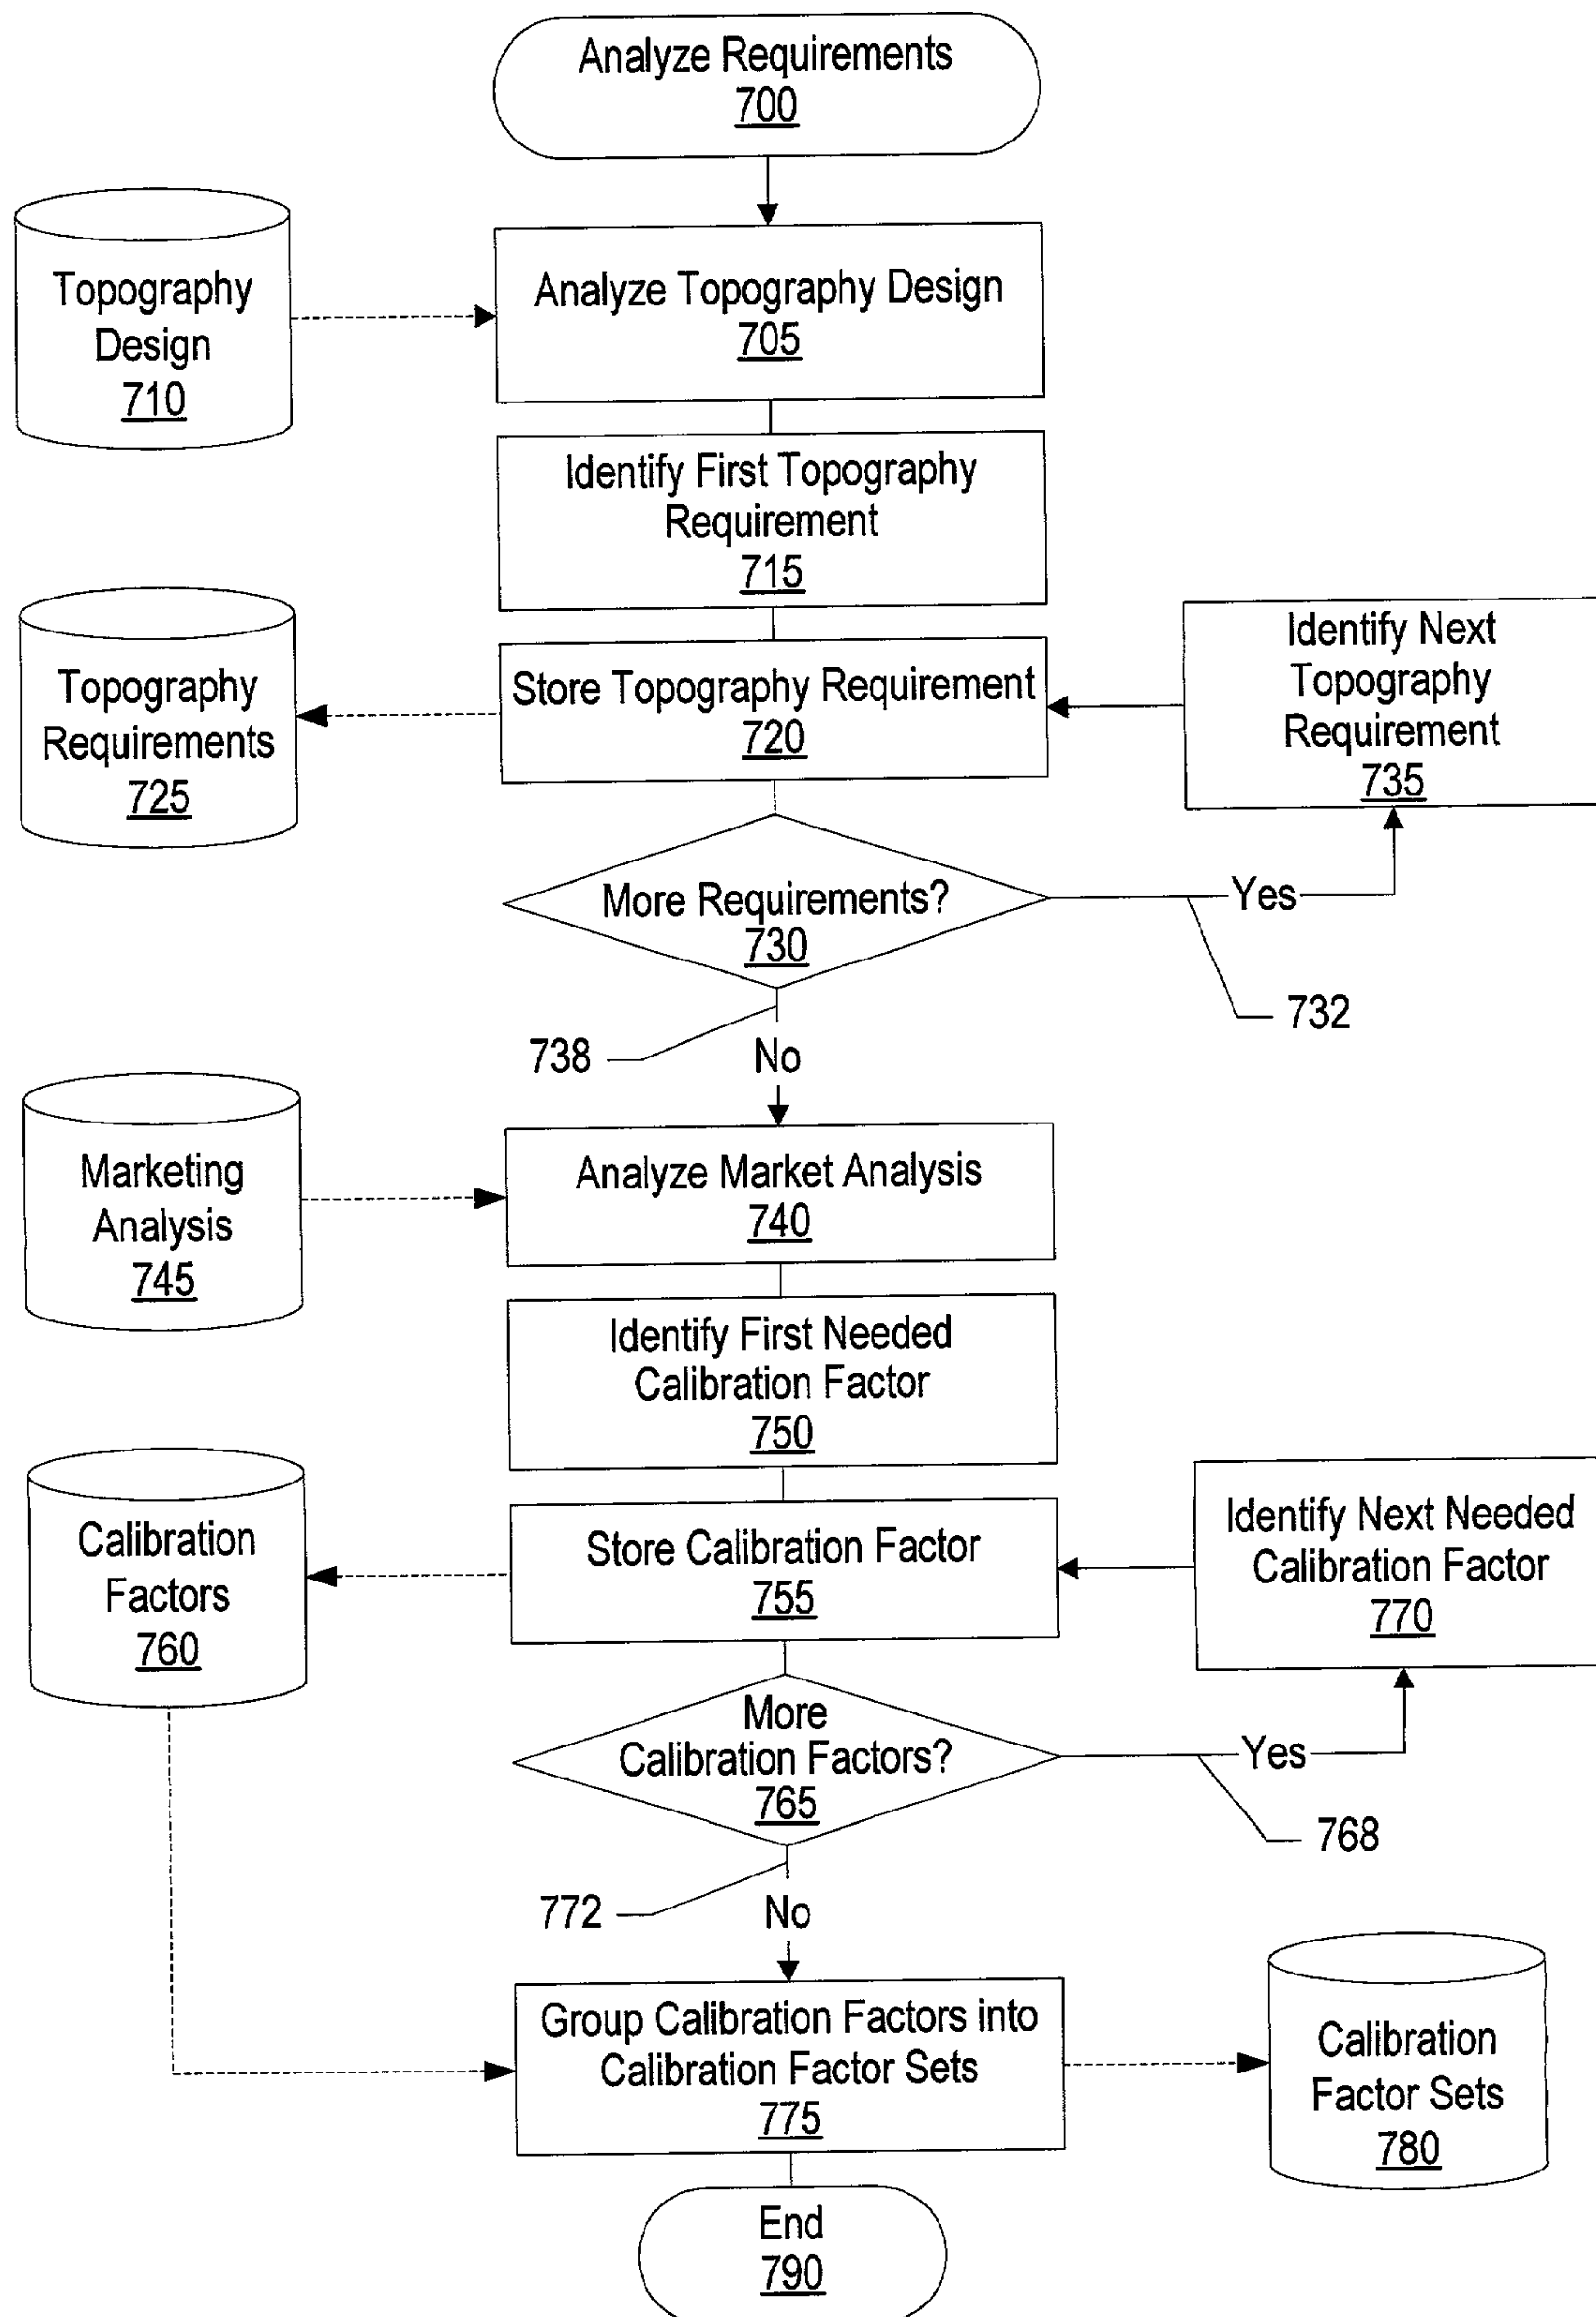 Analyze Requirements
700
Topography
Design
710
Analyze Topography Design
705
Identify First Topography
Requirement
715
Topography
Requirements
725
Store Topography Requirement
720
Identify Next
Topography
Requirement
735
More Requirements?
730
Yes
732
738
No
Marketing
Analysis
745
Analyze Market Analysis
740
Identify First Needed
Calibration Factor
750
Calibration
Factors
760
Store Calibration Factor
755
Identify Next Needed
Calibration Factor
770
More
Calibration Factors?
765
Yes
768
772
No
Group Calibration Factors into
Calibration Factor Sets
775
Calibration
Factor Sets
780
End
790